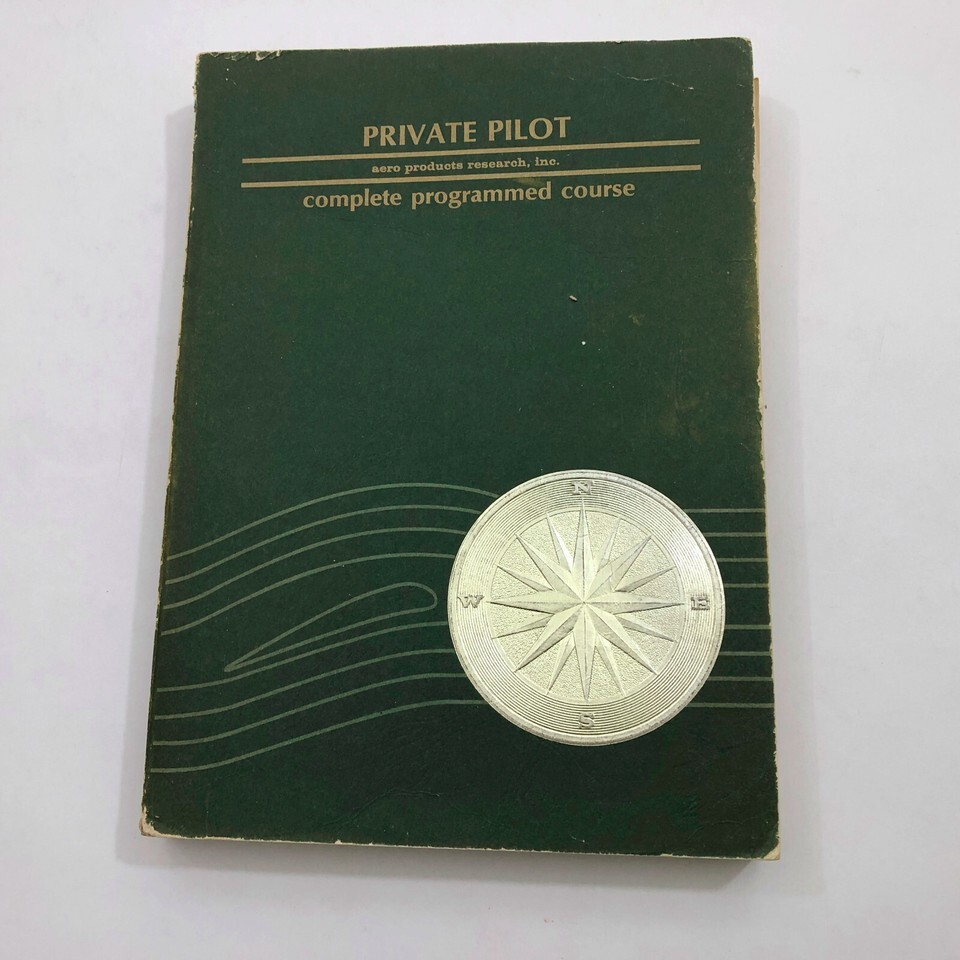 PRIVATE PILOT
aero products research, inc.
complete programmed course
N
W E
S